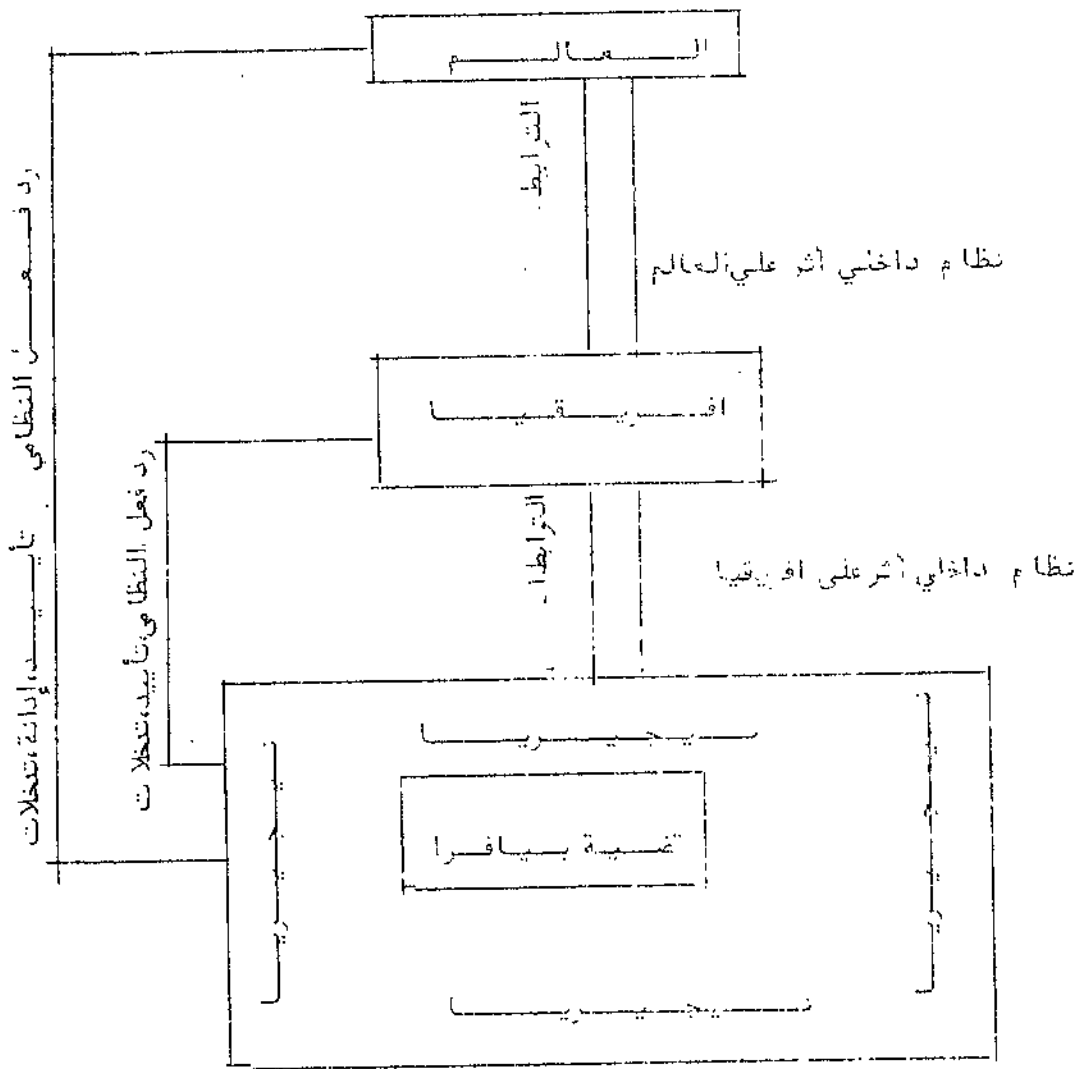 العالم
الترابط
نظام داخلي أثر علي العالم
افريقيا
الترابط
نظام داخلي أثر على افريقيا
رد فعل النظامي تأييد، إدانة، تدخلات
رد فعل النظامي، تأييد، تدخلات
نيجيريا
نيجيريا
قضية بيافرا
نيجيريا
نيجيريا